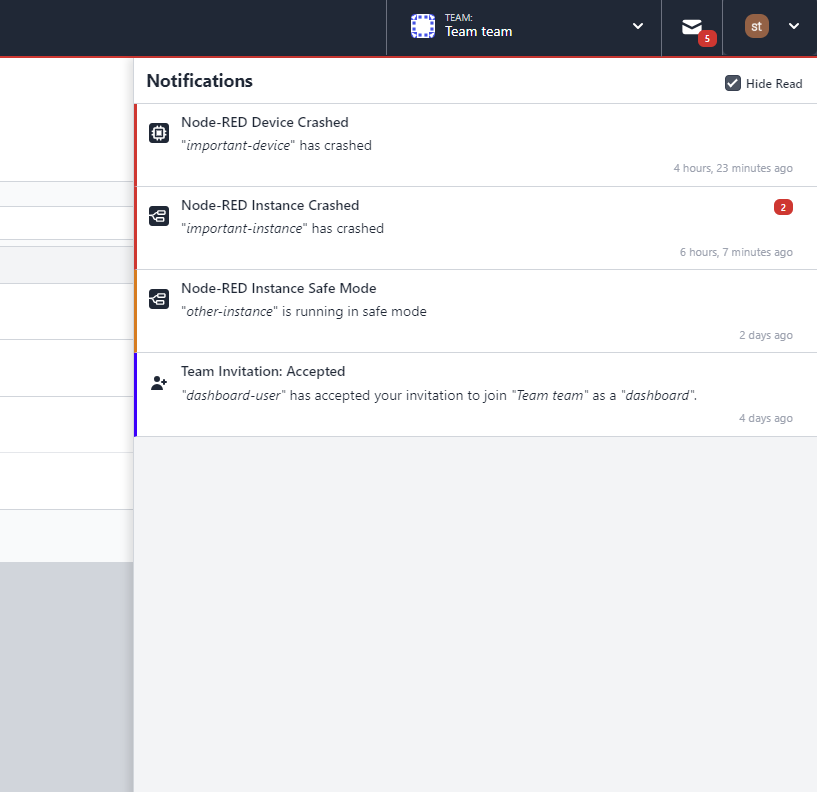 TEAM:
Team team
5
st
Notifications
Hide Read
Node-RED Device Crashed
"important-device" has crashed
4 hours, 23 minutes ago
Node-RED Instance Crashed
2
"important-instance" has crashed
6 hours, 7 minutes ago
Node-RED Instance Safe Mode
"other-instance" is running in safe mode
2 days ago
Team Invitation: Accepted
"dashboard-user" has accepted your invitation to join "Team team" as a "dashboard".
4 days ago